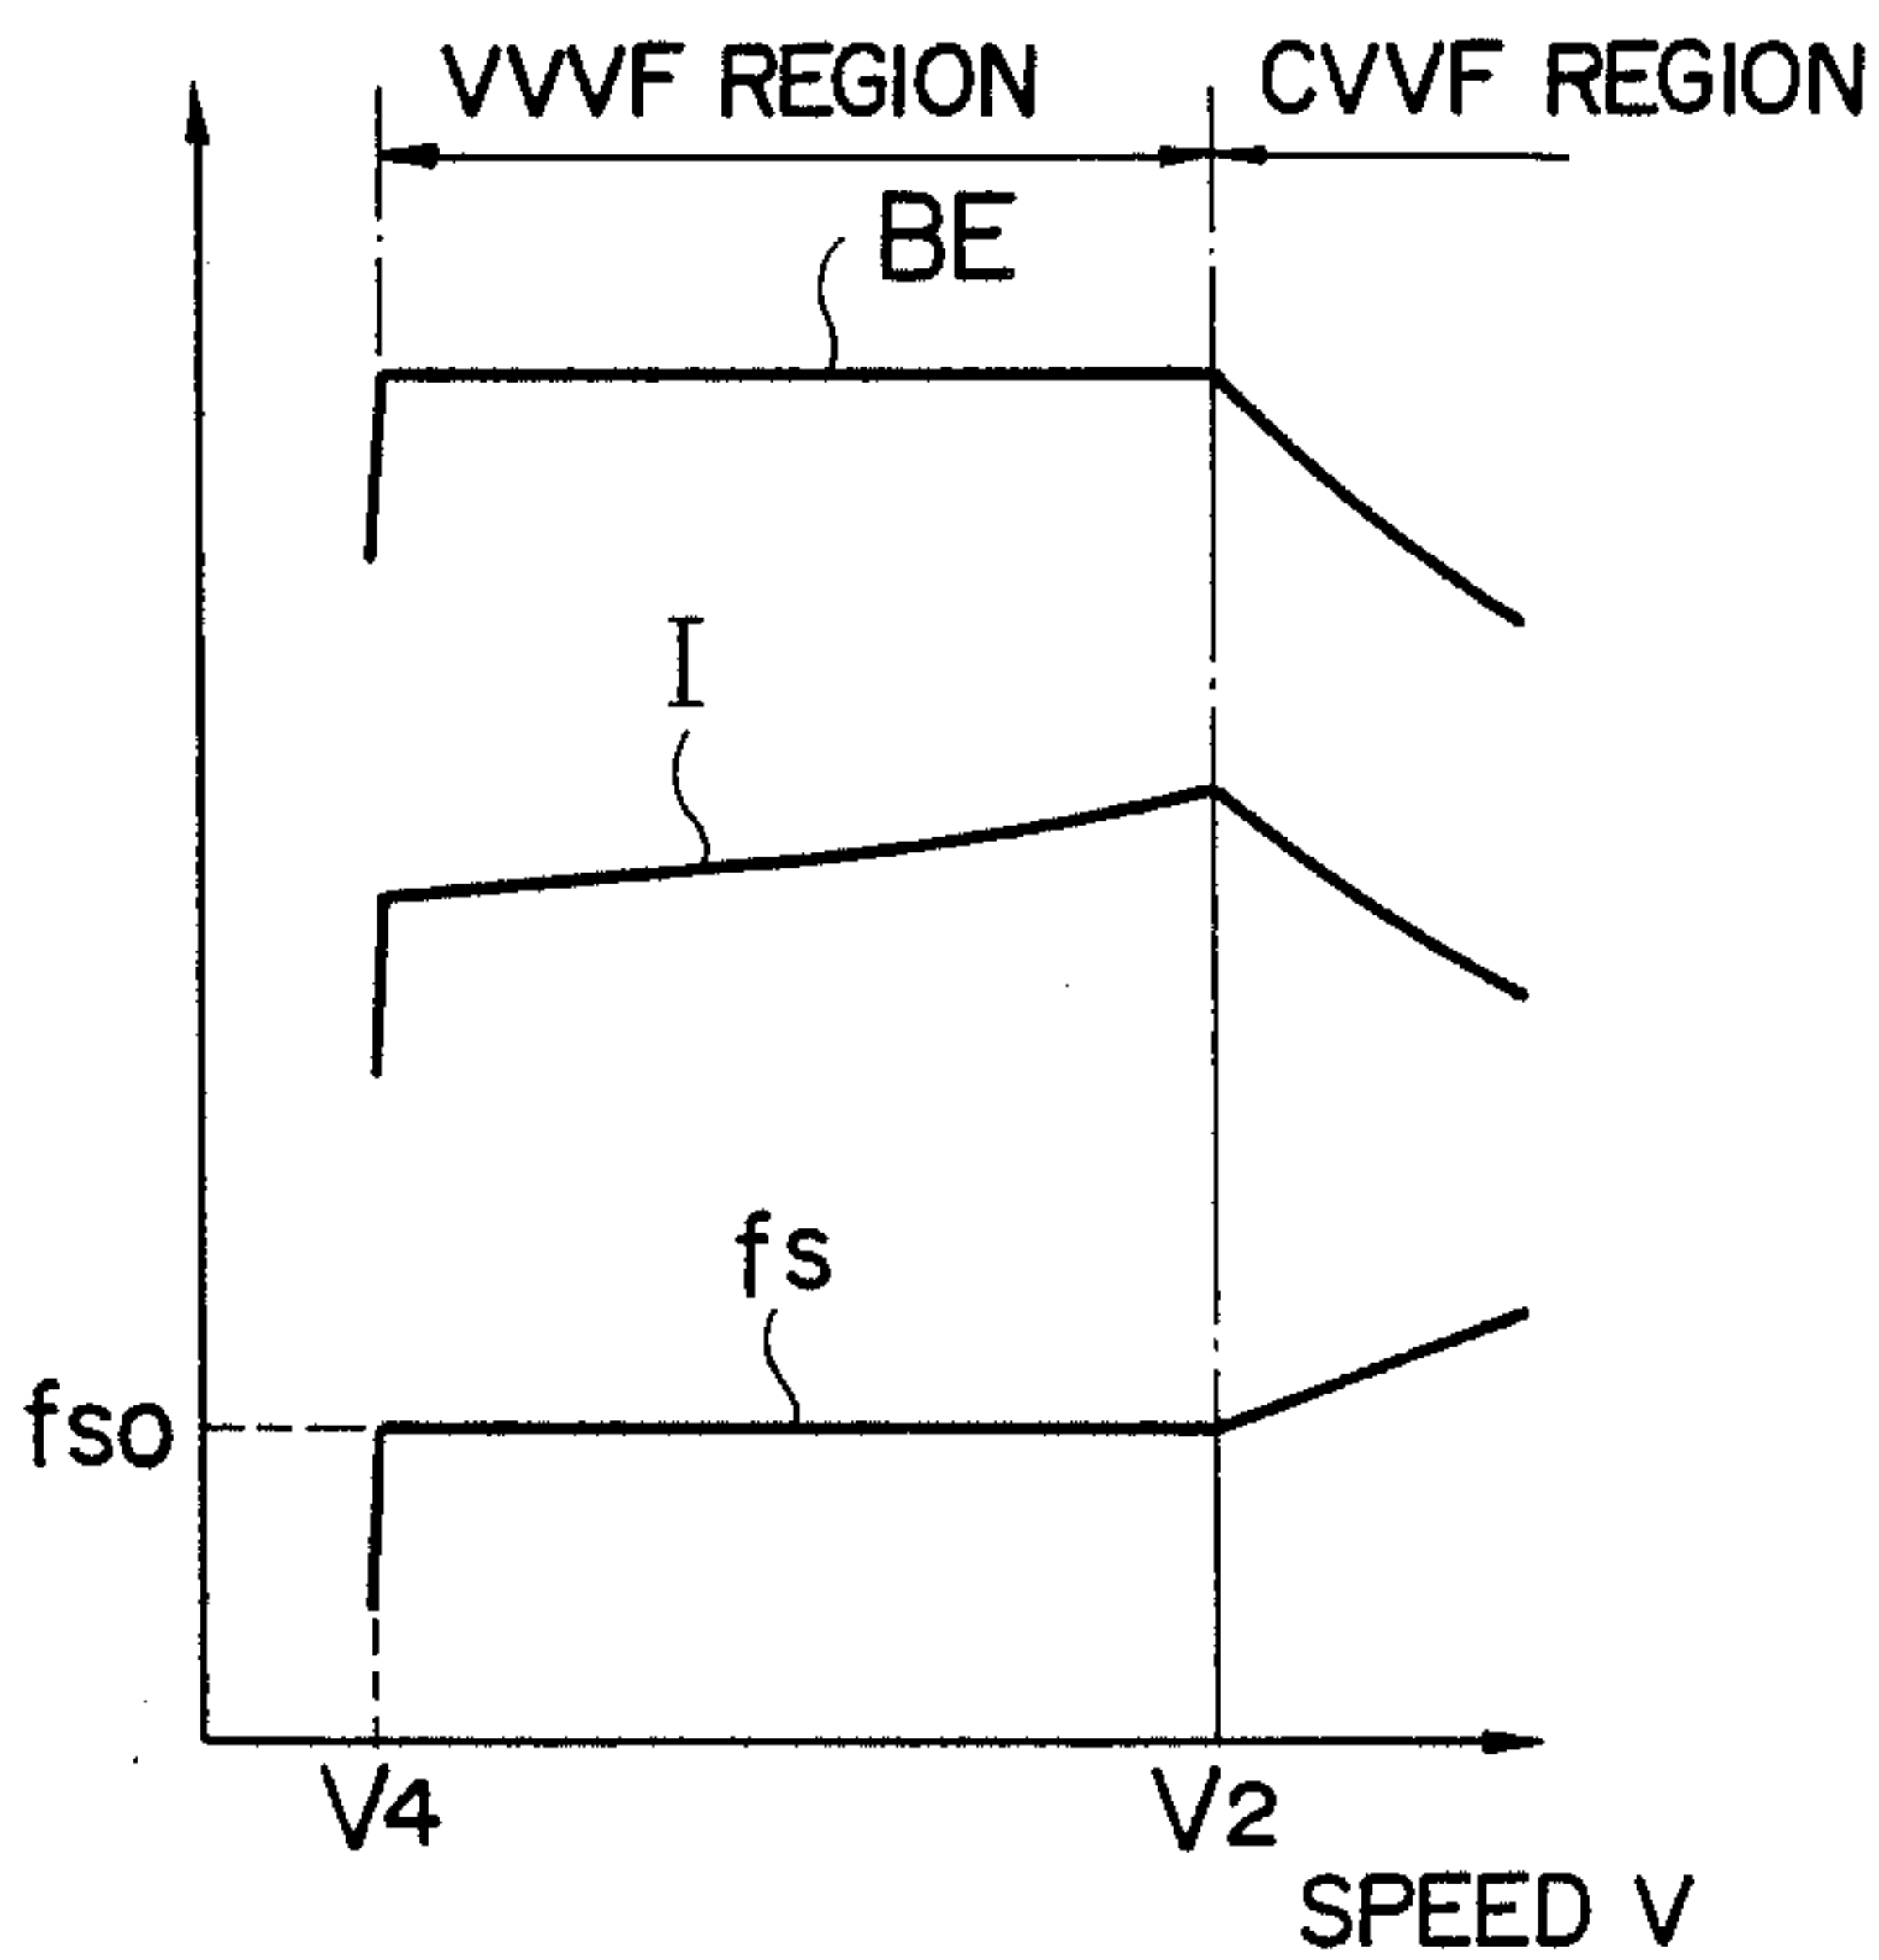 VVVF REGION
CVVF REGION
BE
I
fs
fso
V4
V2
SPEED V